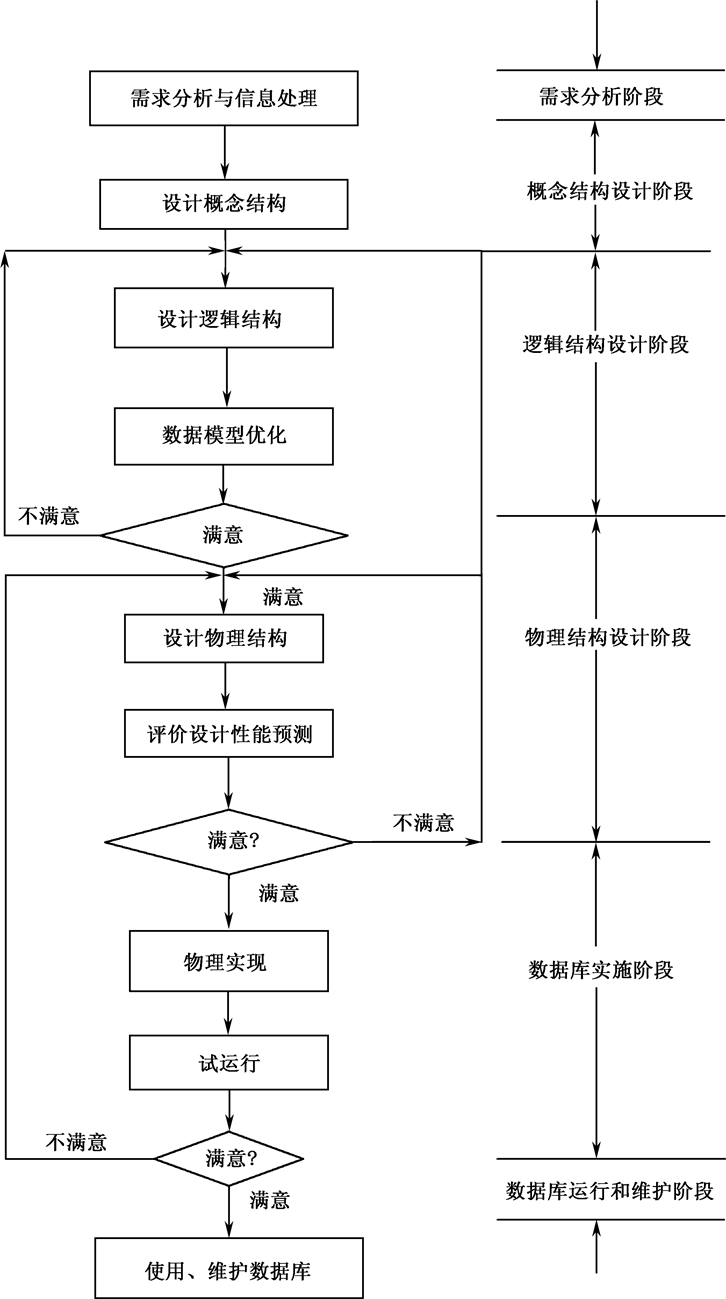 需求分析与信息处理
需求分析阶段
设计概念结构
概念结构设计阶段
设计逻辑结构
逻辑结构设计阶段
数据模型优化
不满意
满意
满意
设计物理结构
物理结构设计阶段
评价设计性能预测
满意?
不满意
满意
物理实现
数据库实施阶段
试运行
不满意
满意?
满意
数据库运行和维护阶段
使用、维护数据库